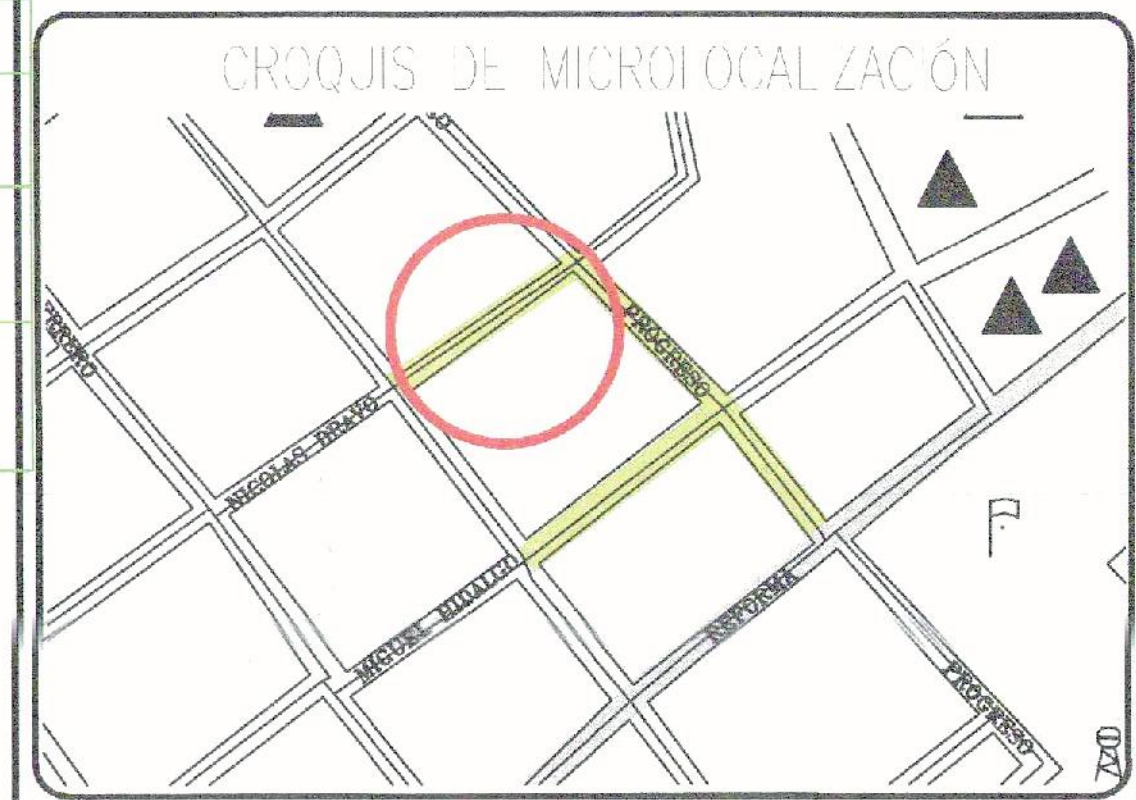 CROQUIS DE MICROLOCALIZACIÓN
PROGRESO
NICOLAS BRAVO
MIGUEL HIDALGO
REFORMA
PROGRESO